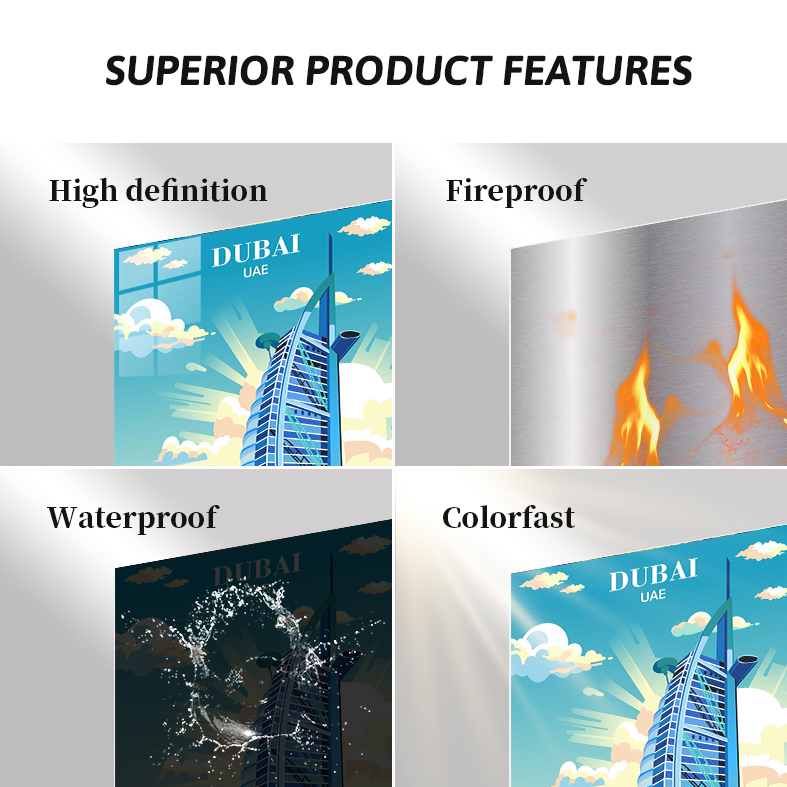 SUPERIOR PRODUCT FEATURES
High definition
DUBAI
UAE
Fireproof
Waterproof
DUBAI
Colorfast
DUBAI
UAE